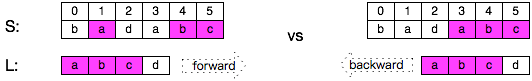 0 1 2 3 4 5
S: b a d a b c
L: a b c d forward
vs
0 1 2 3 4 5
b a d a b c
backward a b c d